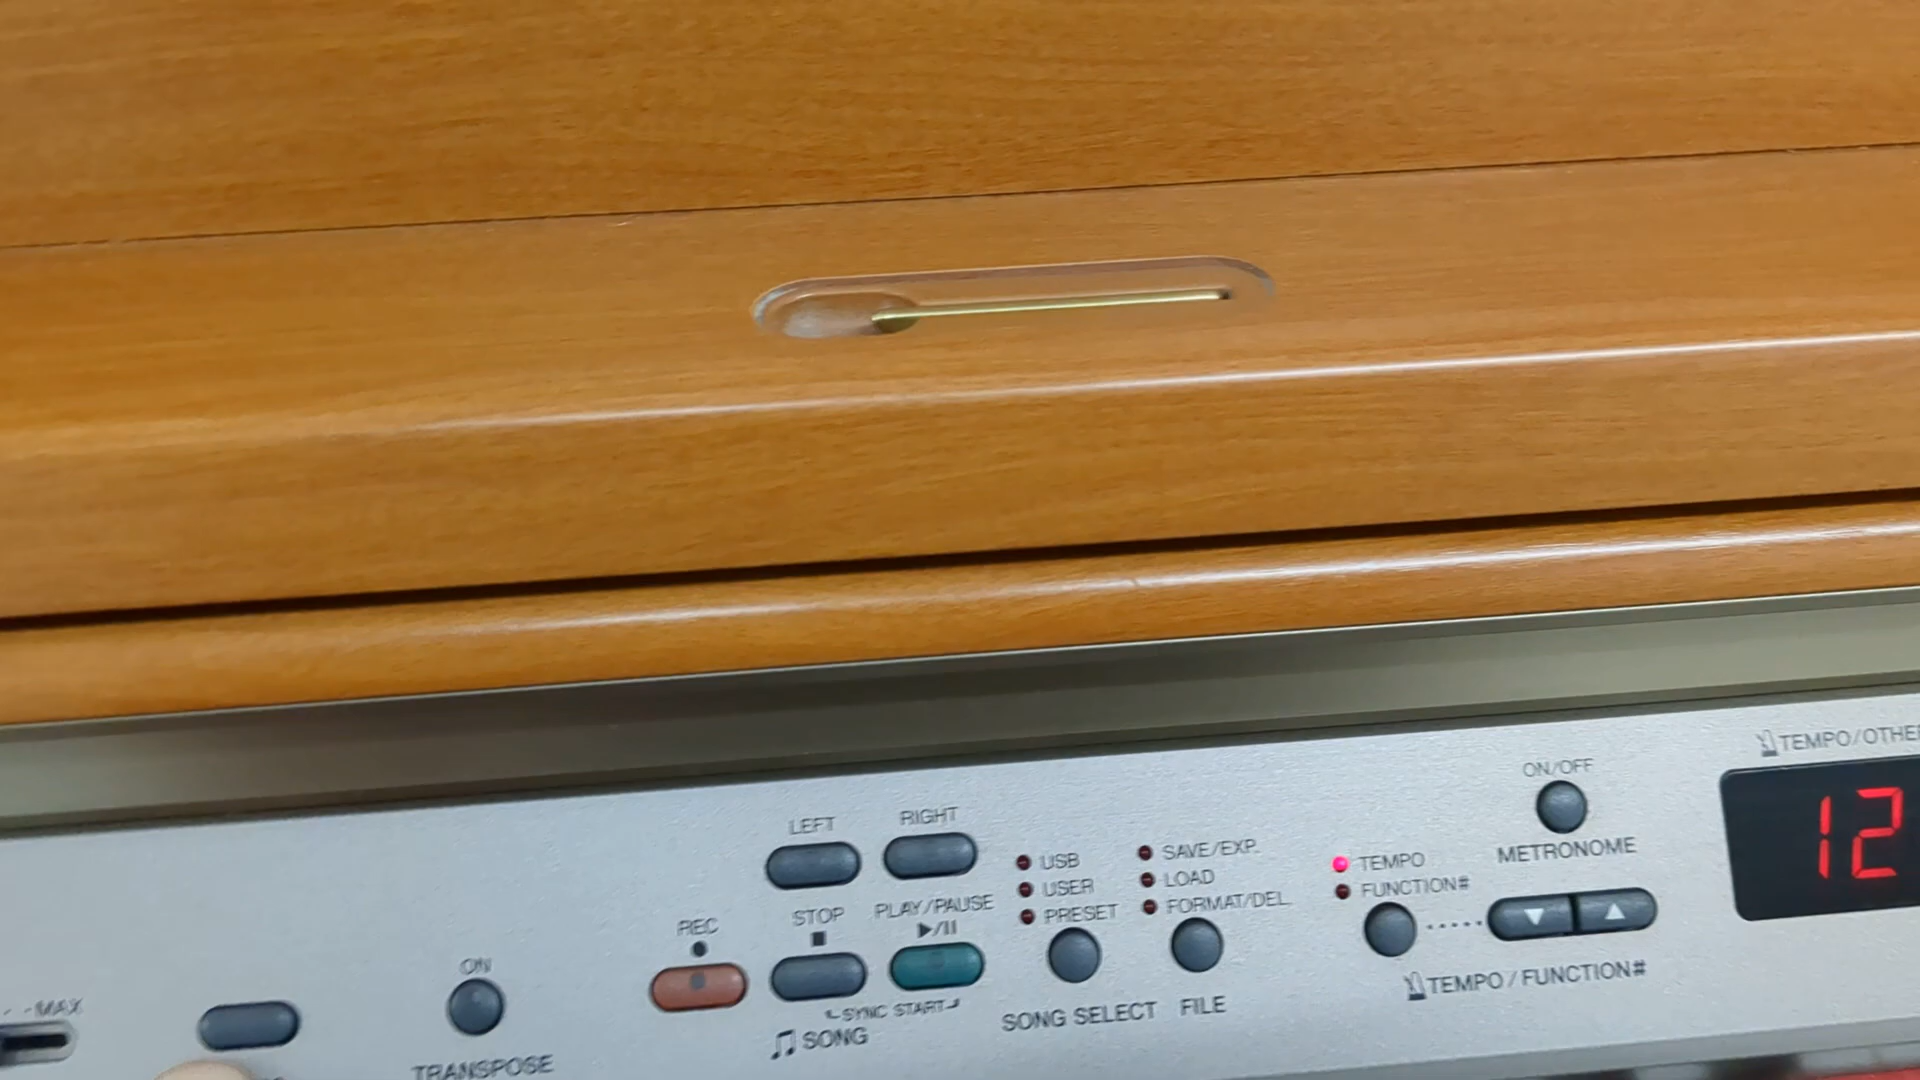 TEMPO/OTHER
ON/OFF
METRONOME
12
LEFT RIGHT
USB
USER
PRESET
SAVE/EXP.
LOAD
FORMAT/DEL.
TEMPO
FUNCTION#
REC
STOP
PLAY/PAUSE
SYNC START
SONG
SONG SELECT
FILE
TEMPO / FUNCTION#
ON
TRANSPOSE
MAX